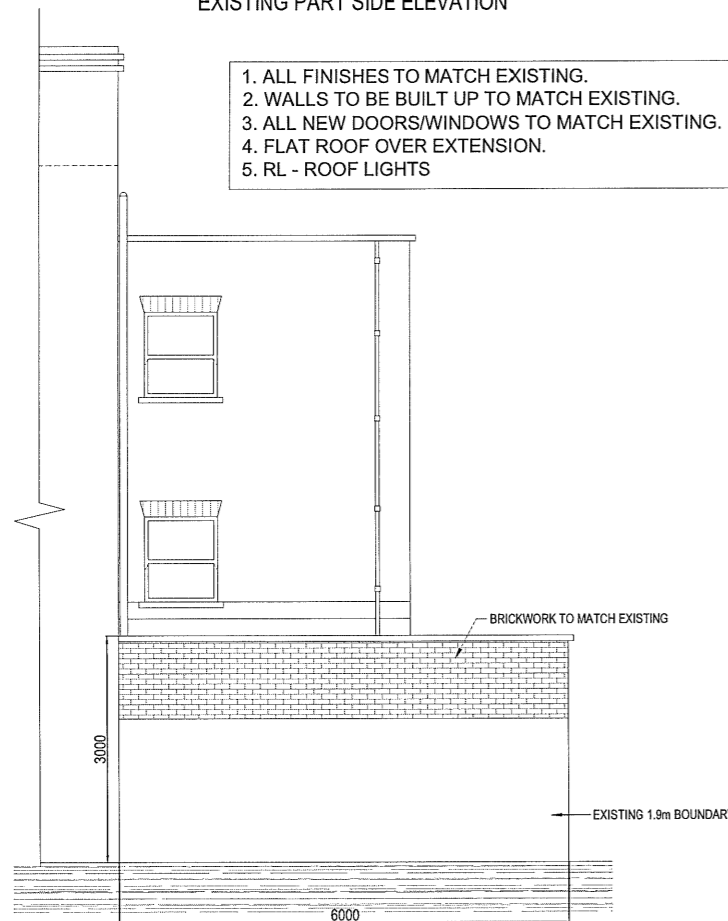 EXISTING PART SIDE ELEVATION
1. ALL FINISHES TO MATCH EXISTING.
2. WALLS TO BE BUILT UP TO MATCH EXISTING.
3. ALL NEW DOORS/WINDOWS TO MATCH EXISTING.
4. FLAT ROOF OVER EXTENSION.
5. RL - ROOF LIGHTS
BRICKWORK TO MATCH EXISTING
3000
EXISTING 1.9m BOUNDAR
6000